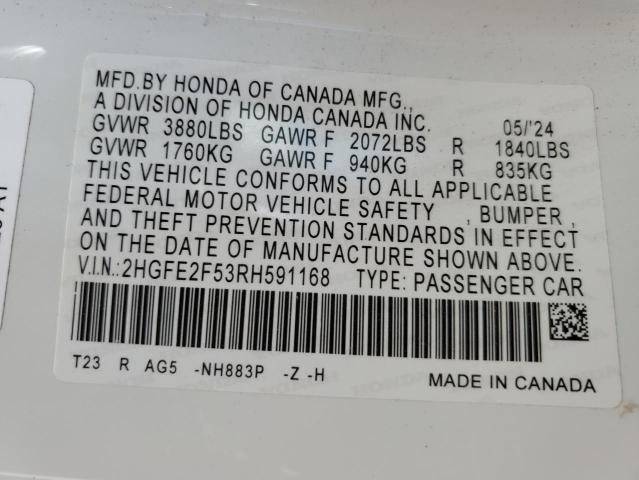 MFD.BY HONDA OF CANADA MFG.,
A DIVISION OF HONDA CANADA INC. 05/'24
GVWR 3880LBS GAWR F 2072LBS R 1840LBS
GVWR 1760KG GAWR F 940KG R 835KG
THIS VEHICLE CONFORMS TO ALL APPLICABLE
FEDERAL MOTOR VEHICLE SAFETY , BUMPER ,
AND THEFT PREVENTION STANDARDS IN EFFECT
ON THE DATE OF MANUFACTURE SHOWN ABOVE.
V.I.N.:2HGFE2F53RH591168 TYPE: PASSENGER CAR
T23 R AG5 -NH883P -Z -H
MADE IN CANADA